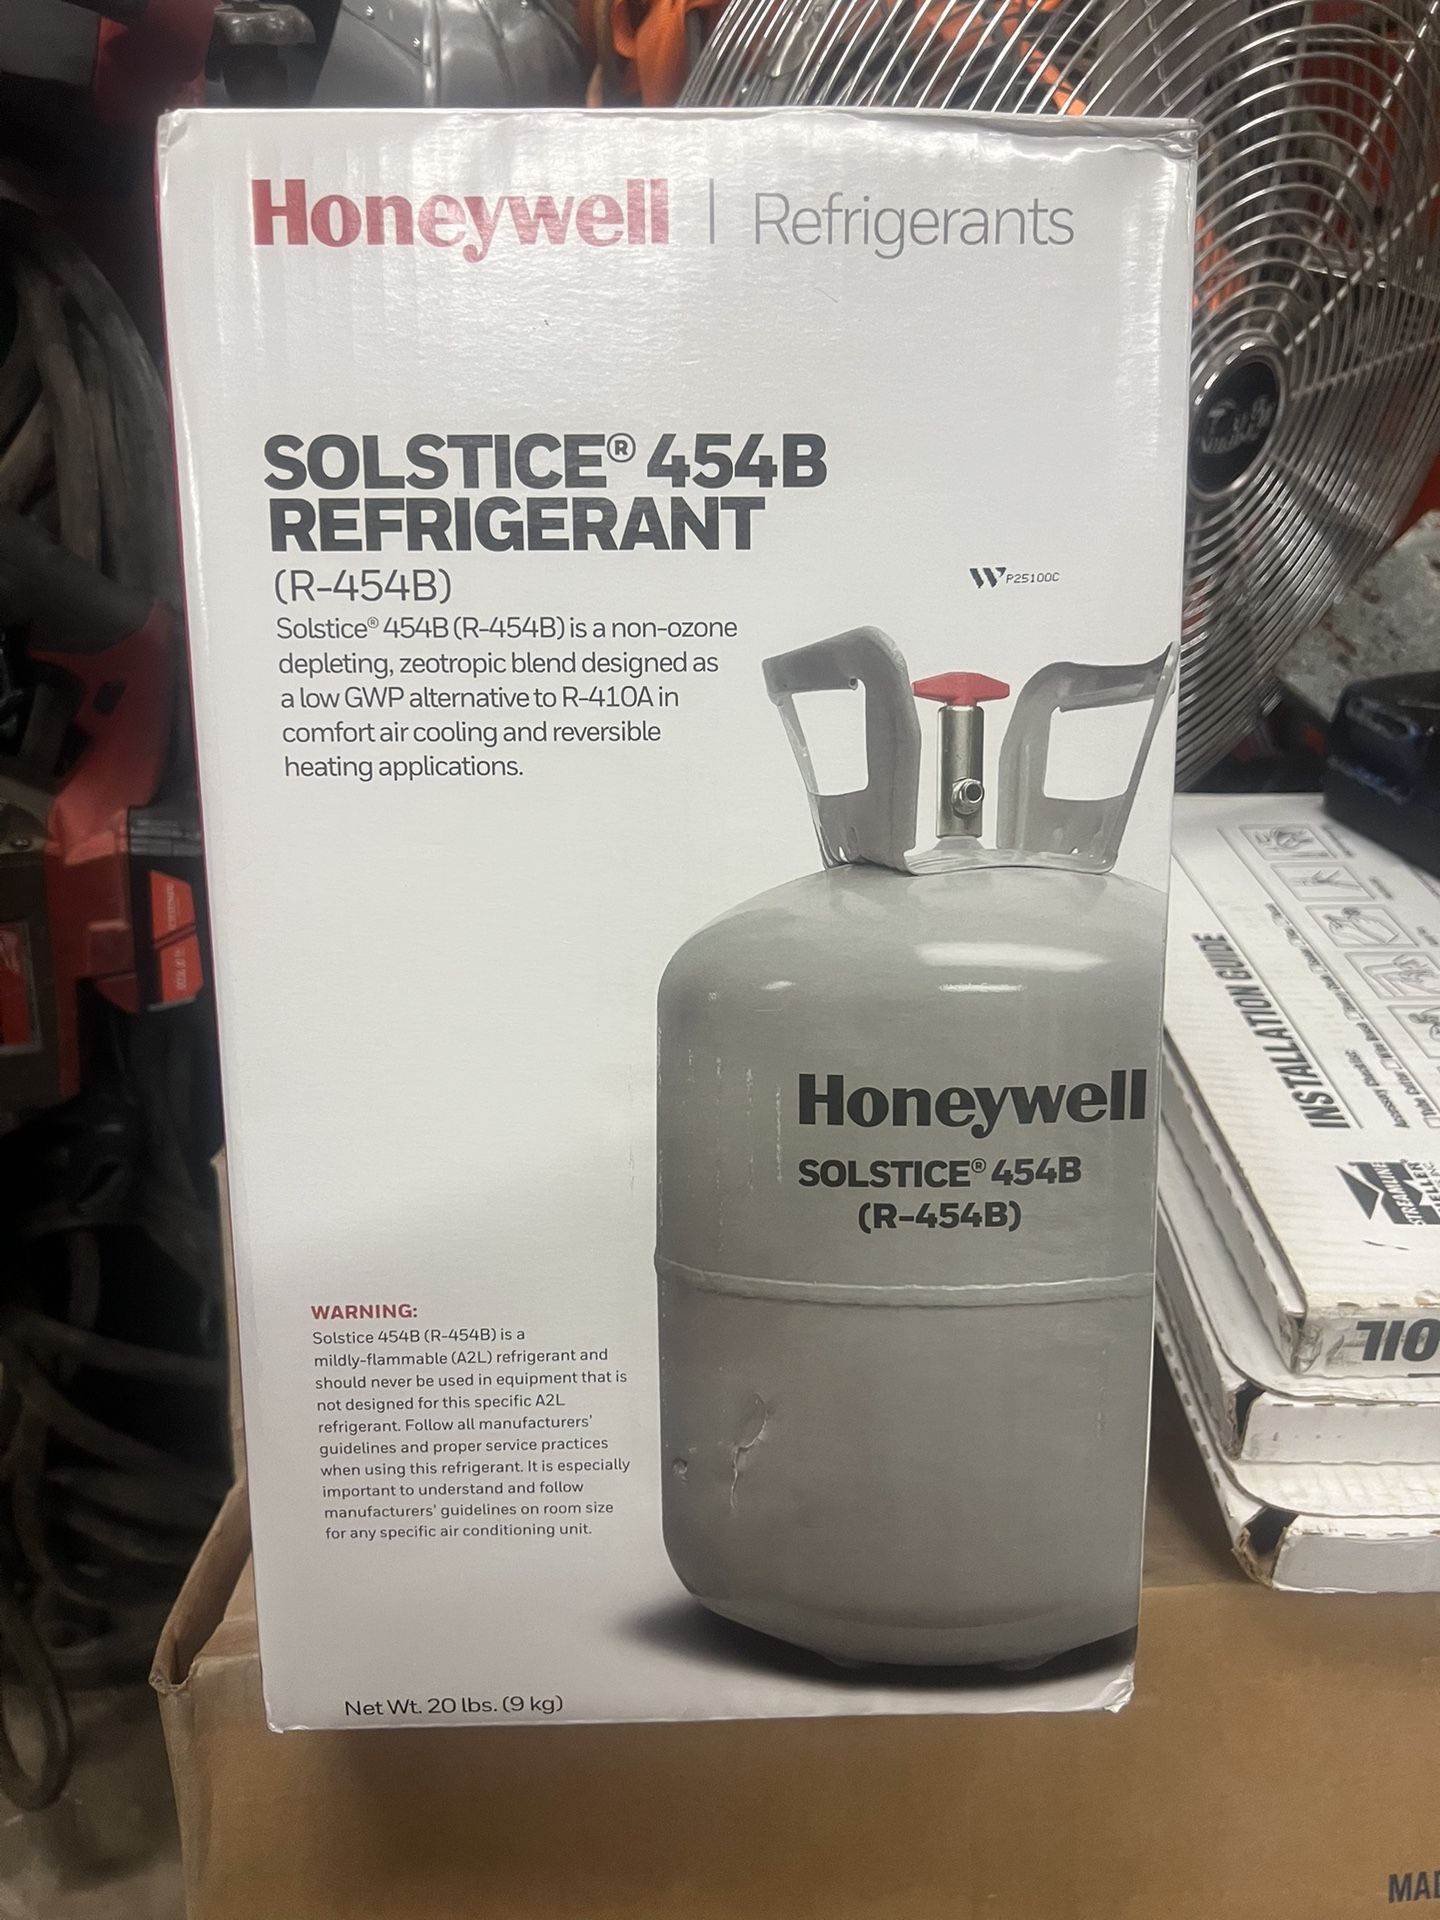 Honeywell | Refrigerants
SOLSTICE® 454B
REFRIGERANT
(R-454B)
Solstice® 454B (R-454B) is a non-ozone
depleting, zeotropic blend designed as
a low GWP alternative to R-410A in
comfort air cooling and reversible
heating applications.
P25100C
Honeywell
SOLSTICE® 454B
(R-454B)
WARNING:
Solstice 454B (R-454B) is a
mildly-flammable (A2L) refrigerant and
should never be used in equipment that is
not designed for this specific A2L
refrigerant. Follow all manufacturers'
guidelines and proper service practices
when using this refrigerant. It is especially
important to understand and follow
manufacturers' guidelines on room size
for any specific air conditioning unit.
Net Wt. 20 lbs. (9 kg)
INSTALLATION GUIDE
STREAMLINE
OIL